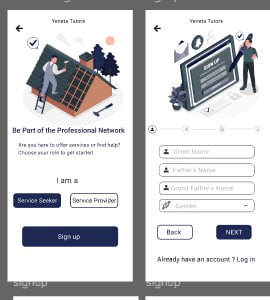 Yeneta Tutors
Be Part of the Professional Network
Are you here to offer services or find help?
Choose your role to get started.
I am a
Service Seeker
Service Provider
Sign up
signup
Yeneta Tutors
SIGN UP
Given Name
Father's Name
Grand Father's Name
Gender
Back
NEXT
Already have an account ? Log in
signup